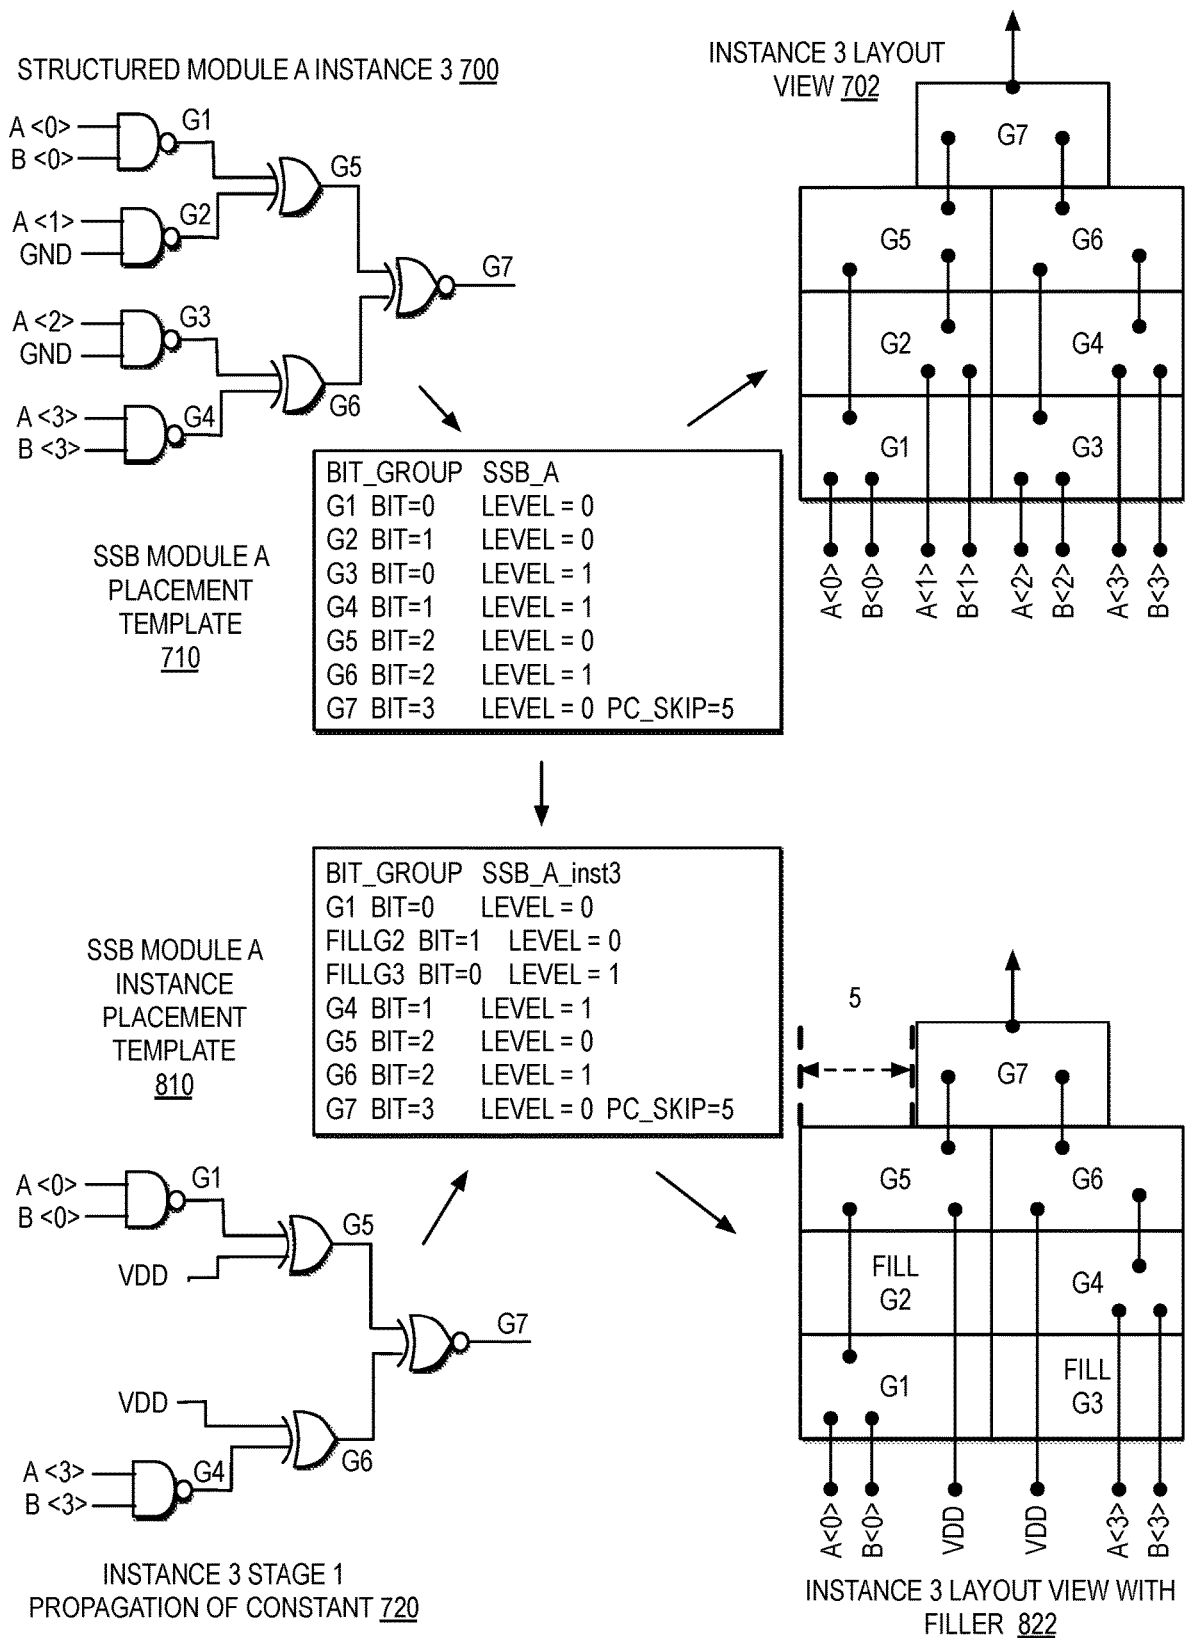 STRUCTURED MODULE A INSTANCE 3 700
A <0>
B <0>
G1
A <1>
GND
G2
G5
A <2>
GND
G3
A <3>
B <3>
G4
G6
G7
INSTANCE 3 LAYOUT
VIEW 702
G7
G5
G6
G2
G4
G1
G3
A<0>
B<0>
A<1>
B<1>
A<2>
B<2>
A<3>
B<3>
SSB MODULE A
PLACEMENT
TEMPLATE
710
BIT_GROUP SSB_A
G1 BIT=0 LEVEL = 0
G2 BIT=1 LEVEL = 0
G3 BIT=0 LEVEL = 1
G4 BIT=1 LEVEL = 1
G5 BIT=2 LEVEL = 0
G6 BIT=2 LEVEL = 1
G7 BIT=3 LEVEL = 0 PC_SKIP=5
SSB MODULE A
INSTANCE
PLACEMENT
TEMPLATE
810
BIT_GROUP SSB_A_inst3
G1 BIT=0 LEVEL = 0
FILLG2 BIT=1 LEVEL = 0
FILLG3 BIT=0 LEVEL = 1
G4 BIT=1 LEVEL = 1
G5 BIT=2 LEVEL = 0
G6 BIT=2 LEVEL = 1
G7 BIT=3 LEVEL = 0 PC_SKIP=5
A <0>
B <0>
G1
VDD
G5
VDD
A <3>
B <3>
G4
G6
G7
INSTANCE 3 STAGE 1
PROPAGATION OF CONSTANT 720
5
G7
G5
G6
FILL
G2
G4
G1
FILL
G3
A<0>
B<0>
VDD
VDD
A<3>
B<3>
INSTANCE 3 LAYOUT VIEW WITH
FILLER 822